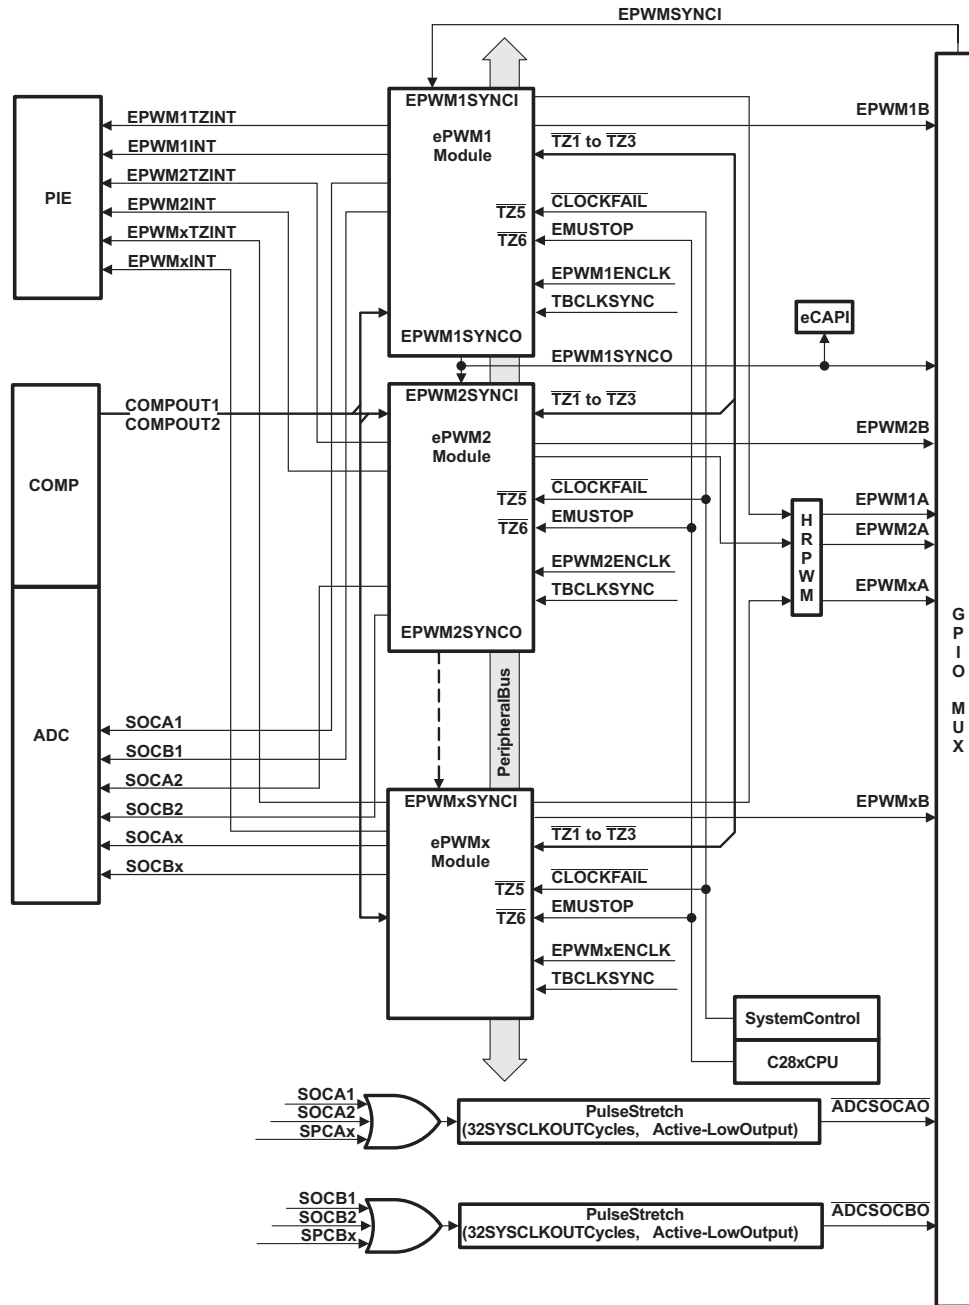 EPWMSYNCI
EPWM1SYNCI
ePWM1
Module
TZ5
TZ6
EPWM1SYNCO
EPWM1TZINT
EPWM1INT
EPWM2TZINT
EPWM2INT
EPWMxTZINT
EPWMxINT
PIE
EPWM1B
TZ1 to TZ3
CLOCKFAIL
EMUSTOP
EPWM1ENCLK
TBCLKSYNC
eCAPI
EPWM1SYNCO
COMPOUT1
COMPOUT2
COMP
EPWM2SYNCI
ePWM2
Module
TZ5
TZ6
EPWM2SYNCO
TZ1 to TZ3
EPWM2B
CLOCKFAIL
EMUSTOP
EPWM2ENCLK
TBCLKSYNC
HRPWM
EPWM1A
EPWM2A
EPWMxA
GPIO MUX
ADC
SOCA1
SOCB1
SOCA2
SOCB2
SOCAx
SOCBx
PeripheralBus
EPWMxSYNCI
ePWMx
Module
TZ5
TZ6
EPWMxB
TZ1 to TZ3
CLOCKFAIL
EMUSTOP
EPWMxENCLK
TBCLKSYNC
SystemControl
C28xCPU
SOCA1
SOCA2
SPCAx
PulseStretch
(32SYSCLKOUTCycles, Active-LowOutput)
ADCSOCAO
SOCB1
SOCB2
SPCBx
PulseStretch
(32SYSCLKOUTCycles, Active-LowOutput)
ADCSOCBO